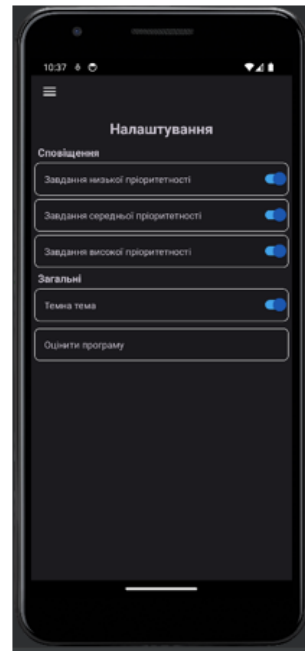 10:37
Налаштування
Сповіщення
Завдання низької пріоритетності
Завдання середньої пріоритетності
Завдання високої пріоритетності
Загальні
Темна тема
Оцінити програму